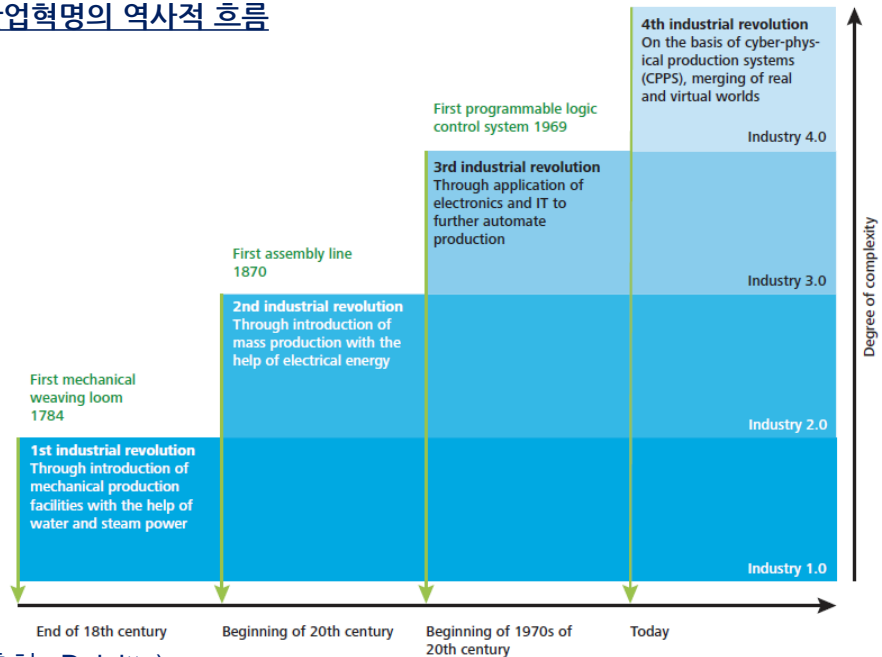 산업혁명의 역사적 흐름
4th industrial revolution
On the basis of cyber-phys-
ical production systems
(CPPS), merging of real
and virtual worlds
Industry 4.0
First programmable logic
control system 1969
3rd industrial revolution
Through application of
electronics and IT to
further automate
production
Industry 3.0
First assembly line
1870
2nd industrial revolution
Through introduction of
mass production with the
help of electrical energy
Industry 2.0
First mechanical
weaving loom
1784
1st industrial revolution
Through introduction of
mechanical production
facilities with the help of
water and steam power
Industry 1.0
Degree of complexity
End of 18th century
Beginning of 20th century
Beginning of 1970s of
20th century
Today